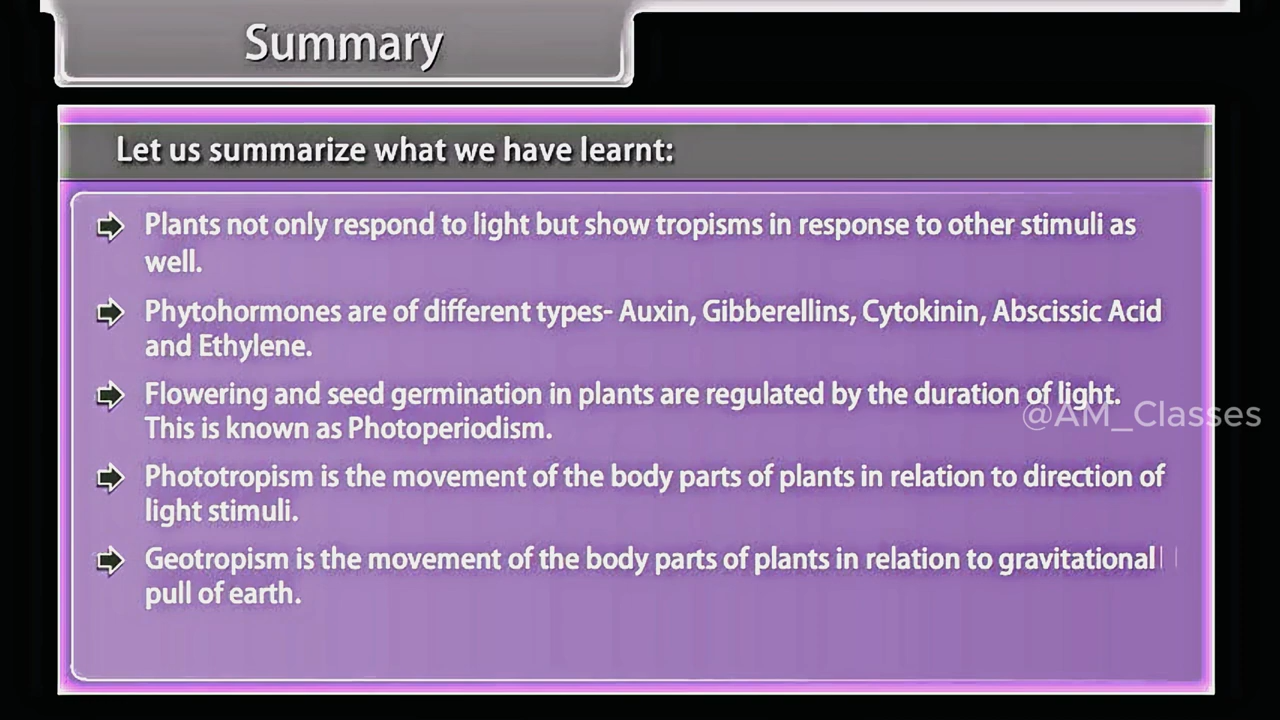 Summary
Let us summarize what we have learnt:
Plants not only respond to light but show tropisms in response to other stimuli as
well.
Phytohormones are of different types- Auxin, Gibberellins, Cytokinin, Abscissic Acid
and Ethylene.
Flowering and seed germination in plants are regulated by the duration of light.
@AM_Classes
This is known as Photoperiodism.
Phototropism is the movement of the body parts of plants in relation to direction of
light stimuli.
Geotropism is the movement of the body parts of plants in relation to gravitational
pull of earth.